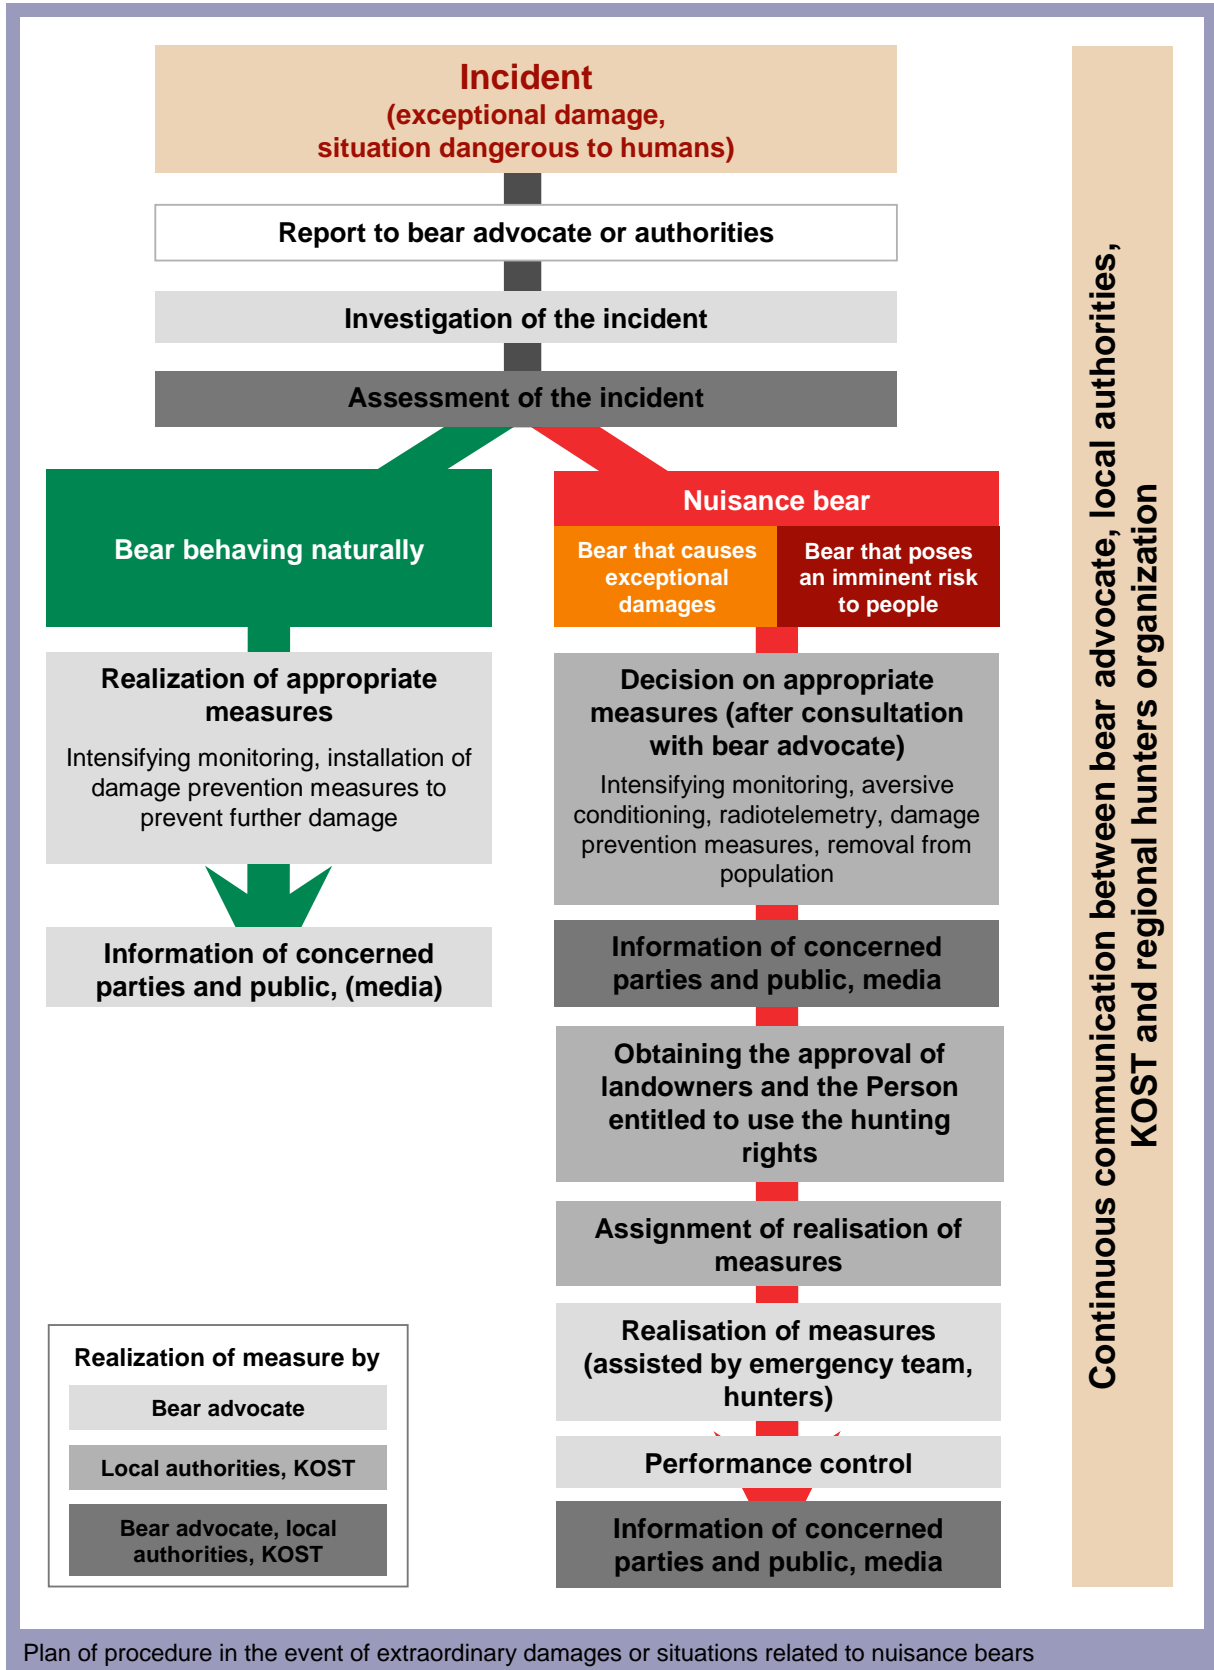 Incident
(exceptional damage,
situation dangerous to humans)
Report to bear advocate or authorities
Investigation of the incident
Assessment of the incident
Bear behaving naturally
Realization of appropriate
measures
Intensifying monitoring, installation of
damage prevention measures to
prevent further damage
Information of concerned
parties and public, (media)
Nuisance bear
Bear that causes
exceptional
damages
Bear that poses
an imminent risk
to people
Decision on appropriate
measures (after consultation
with bear advocate)
Intensifying monitoring, aversive
conditioning, radiotelemetry, damage
prevention measures, removal from
population
Information of concerned
parties and public, media
Obtaining the approval of
landowners and the Person
entitled to use the hunting
rights
Assignment of realisation of
measures
Realisation of measures
(assisted by emergency team,
hunters)
Performance control
Information of concerned
parties and public, media
Realization of measure by
Bear advocate
Local authorities, KOST
Bear advocate, local
authorities, KOST
Continuous communication between bear advocate, local authorities,
KOST and regional hunters organization
Plan of procedure in the event of extraordinary damages or situations related to nuisance bears